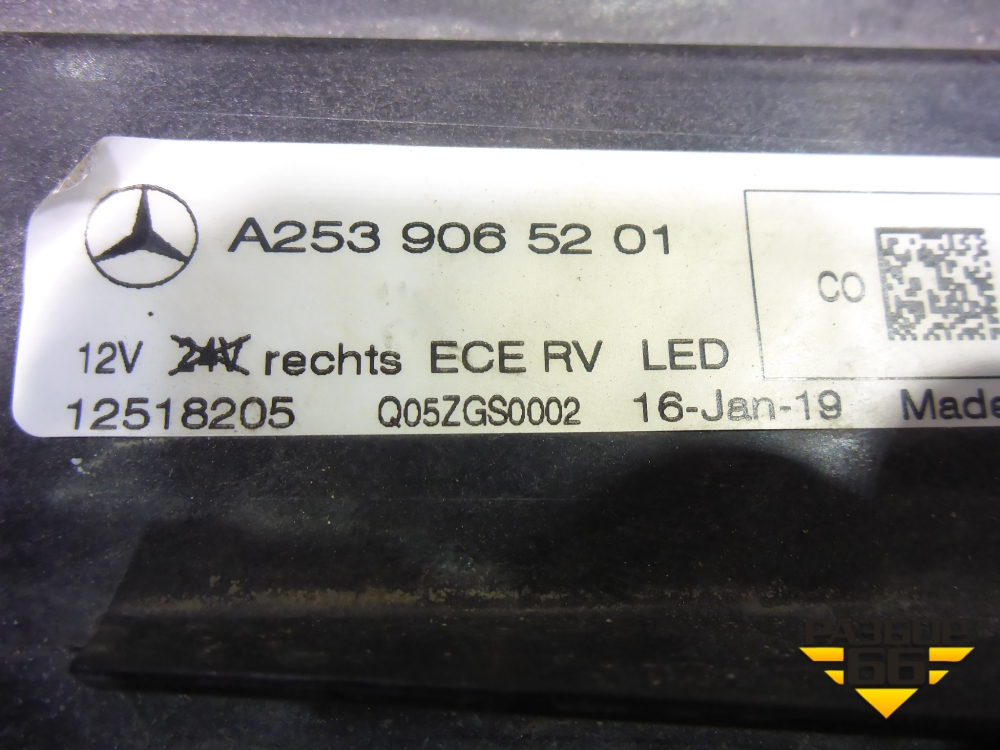 A253 906 52 01
CO
12V 24V rechts ECE RV LED
12518205 Q05ZGS0002 16-Jan-19 Made
РАЗБОР
66